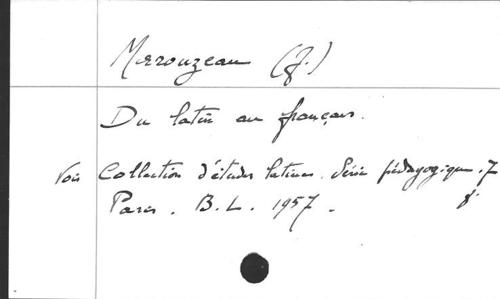 Marouzeau (J.)
Du latin au français.
Voir Collection d'études latines. Série pédagogique. 7
Paris. B.L. 1957.